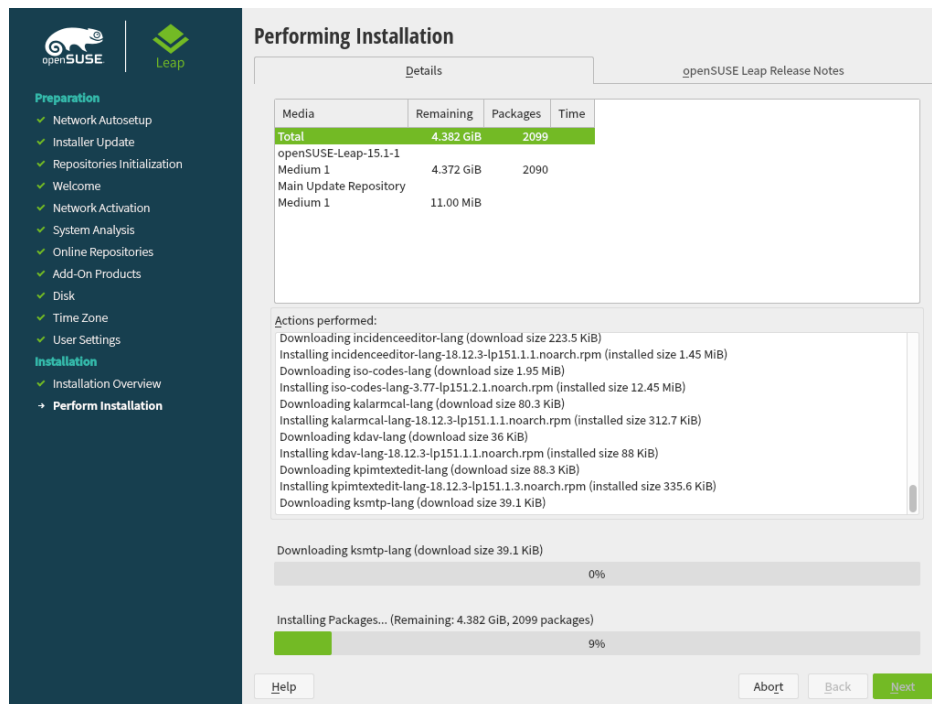 openSUSE.
Leap
Preparation
Network Autosetup
Installer Update
Repositories Initialization
Welcome
Network Activation
System Analysis
Online Repositories
Add-On Products
Disk
Time Zone
User Settings
Installation
Installation Overview
Perform Installation
Performing Installation
Details
openSUSE Leap Release Notes
Media Remaining Packages Time
Total 4.382 GiB 2099
openSUSE-Leap-15.1-1
Medium 1 4.372 GiB 2090
Main Update Repository
Medium 1 11.00 MiB
Actions performed:
Downloading incidenceeditor-lang (download size 223.5 KiB)
Installing incidenceeditor-lang-18.12.3-lp151.1.1.noarch.rpm (installed size 1.45 MiB)
Downloading iso-codes-lang (download size 1.95 MiB)
Installing iso-codes-lang-3.77-lp151.2.1.noarch.rpm (installed size 12.45 MiB)
Downloading kalarmcal-lang (download size 80.3 KiB)
Installing kalarmcal-lang-18.12.3-lp151.1.1.noarch.rpm (installed size 312.7 KiB)
Downloading kdav-lang (download size 36 KiB)
Installing kdav-lang-18.12.3-lp151.1.1.noarch.rpm (installed size 88 KiB)
Downloading kpimtextedit-lang (download size 88.3 KiB)
Installing kpimtextedit-lang-18.12.3-lp151.1.3.noarch.rpm (installed size 335.6 KiB)
Downloading ksmtp-lang (download size 39.1 KiB)
Downloading ksmtp-lang (download size 39.1 KiB)
0%
Installing Packages... (Remaining: 4.382 GiB, 2099 packages)
9%
Help
Abort
Back
Next